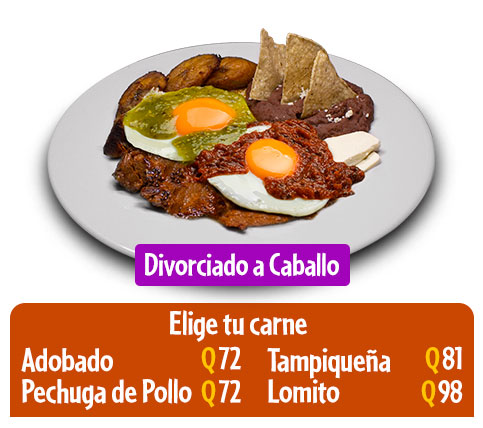 Divorciado a Caballo
Elige tu carne
Adobado Q72 Tampiqueña Q81
Pechuga de Pollo Q72 Lomito Q98